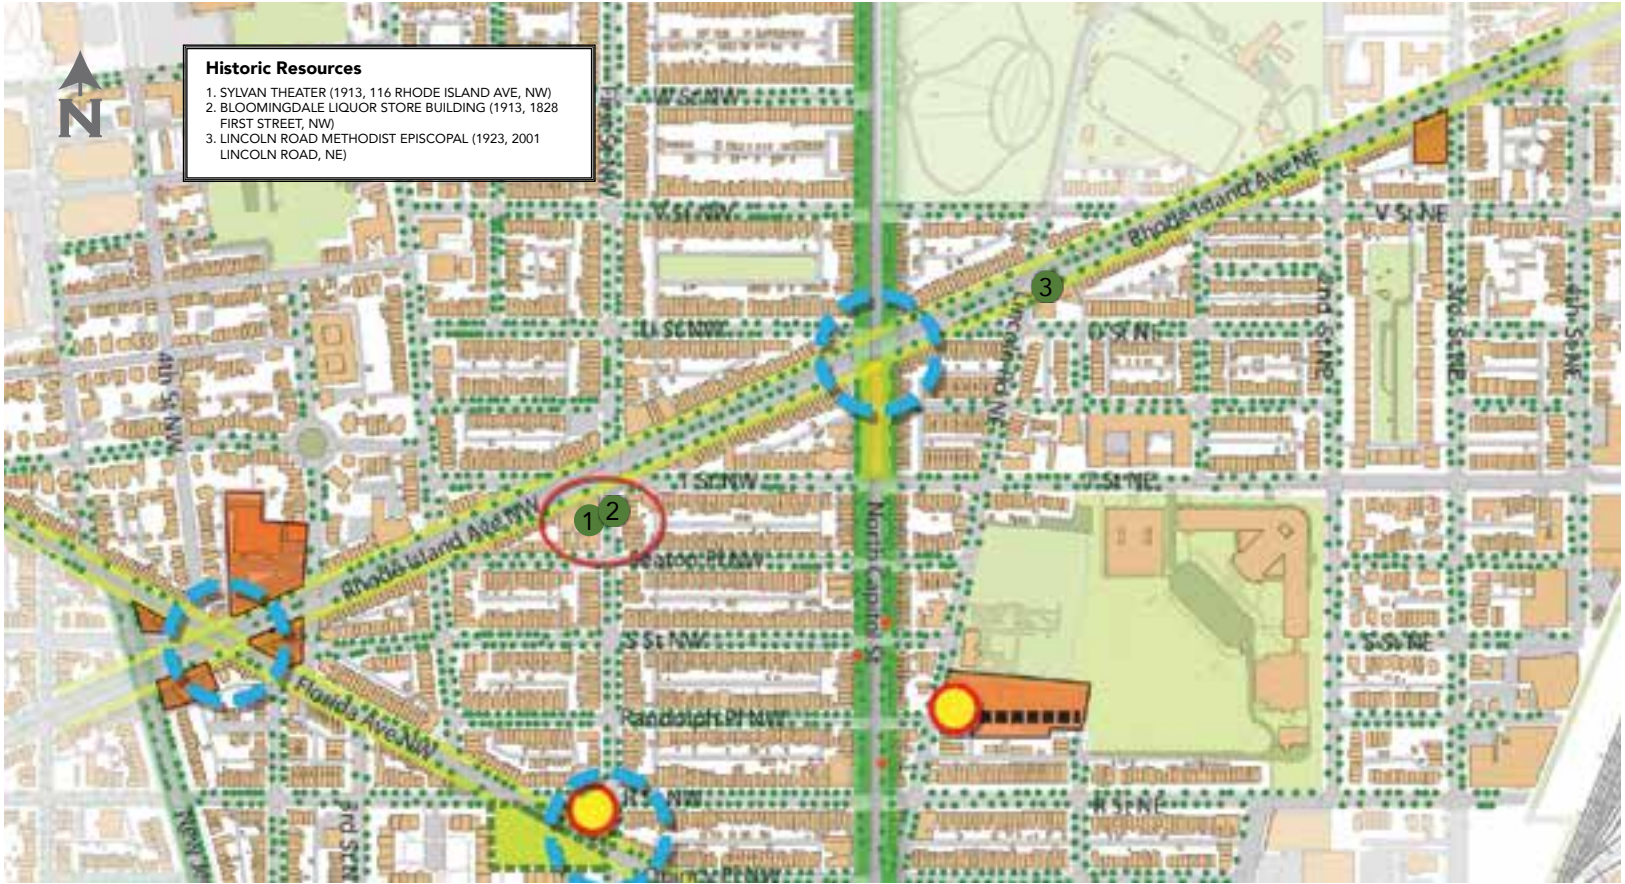 N
Historic Resources
1. SYLVAN THEATER (1913, 116 RHODE ISLAND AVE, NW)
2. BLOOMINGDALE LIQUOR STORE BUILDING (1913, 1828
FIRST STREET, NW)
3. LINCOLN ROAD METHODIST EPISCOPAL (1923, 2001
LINCOLN ROAD, NE)
W St NW
V St NW
V St NE
Rhode Island Ave NE
3
U St NW
U St NE
2nd St NE
3rd St NE
4th St NE
Lincoln Rd NE
4th St NW
T St NW
T St NE
1
2
Rhode Island Ave NW
Seaton Pl NW
North Capitol St
S St NW
S St NE
Florida Ave NW
Randolph Pl NW
R St NW
R St NE
3rd St N
Quincy Pl NW